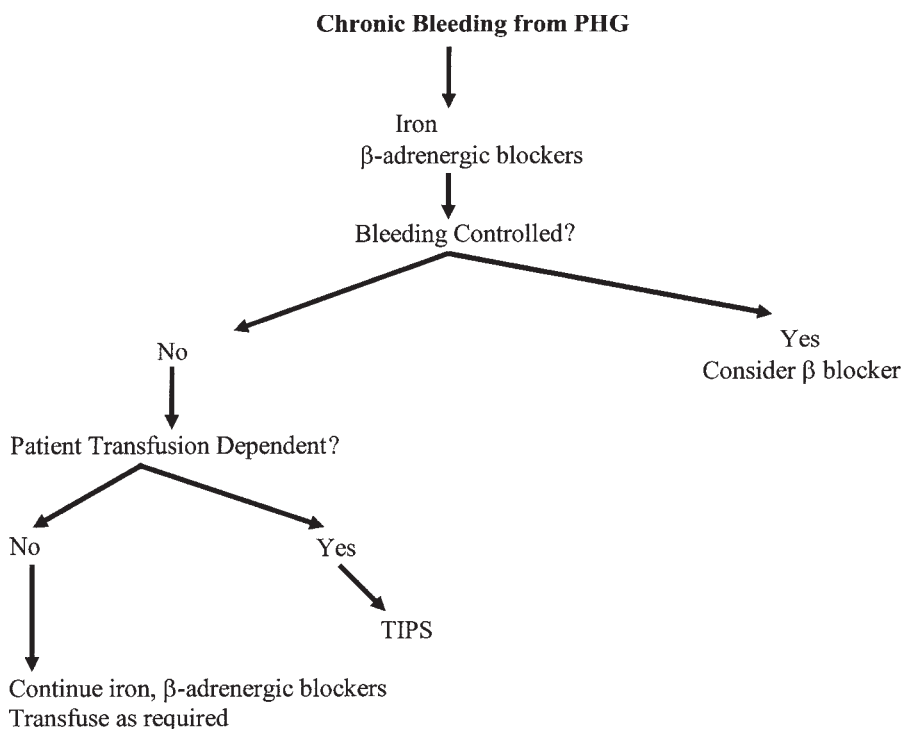 Chronic Bleeding from PHG
Iron
β-adrenergic blockers
Bleeding Controlled?
No
Yes
Consider β blocker
Patient Transfusion Dependent?
No
Yes
TIPS
Continue iron, β-adrenergic blockers
Transfuse as required